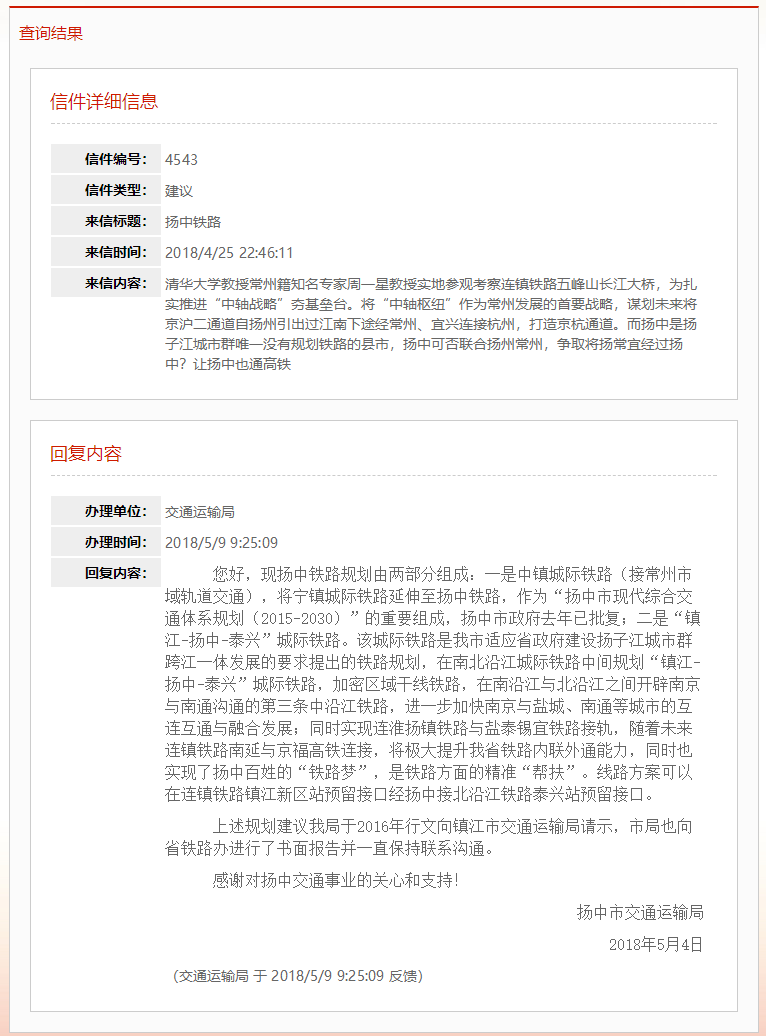 查询结果
信件详细信息
信件编号： 4543
信件类型： 建议
来信标题： 扬中铁路
来信时间： 2018/4/25 22:46:11
来信内容： 清华大学教授常州籍知名专家周一星教授实地参观考察连镇铁路五峰山长江大桥，为扎
实推进“中轴战略”夯基垒台。将“中轴枢纽”作为常州发展的首要战略，谋划未来将
京沪二通道自扬州引出过江南下途经常州、宜兴连接杭州，打造京杭通道。而扬中是扬
子江城市群唯一没有规划铁路的县市，扬中可否联合扬州常州，争取将扬常宜经过扬
中？让扬中也通高铁
回复内容
办理单位： 交通运输局
办理时间： 2018/5/9 9:25:09
回复内容： 您好，现扬中铁路规划由两部分组成：一是中镇城际铁路（接常州市
域轨道交通），将宁镇城际铁路延伸至扬中铁路，作为“扬中市现代综合交
通体系规划（2015-2030）”的重要组成，扬中市政府去年已批复；二是“镇
江-扬中-泰兴”城际铁路。该城际铁路是我市适应省政府建设扬子江城市群
跨江一体发展的要求提出的铁路规划，在南北沿江城际铁路中间规划“镇江-
扬中-泰兴”城际铁路，加密区域干线铁路，在南沿江与北沿江之间开辟南京
与南通沟通的第三条中沿江铁路，进一步加快南京与盐城、南通等城市的互
连互通与融合发展；同时实现连淮扬镇铁路与盐泰锡宜铁路接轨，随着未来
连镇铁路南延与京福高铁连接，将极大提升我省铁路内联外通能力，同时也
实现了扬中百姓的“铁路梦”，是铁路方面的精准“帮扶”。线路方案可以
在连镇铁路镇江新区站预留接口经扬中接北沿江铁路泰兴站预留接口。
上述规划建议我局于2016年行文向镇江市交通运输局请示，市局也向
省铁路办进行了书面报告并一直保持联系沟通。
感谢对扬中交通事业的关心和支持！
扬中市交通运输局
2018年5月4日
（交通运输局 于 2018/5/9 9:25:09 反馈）